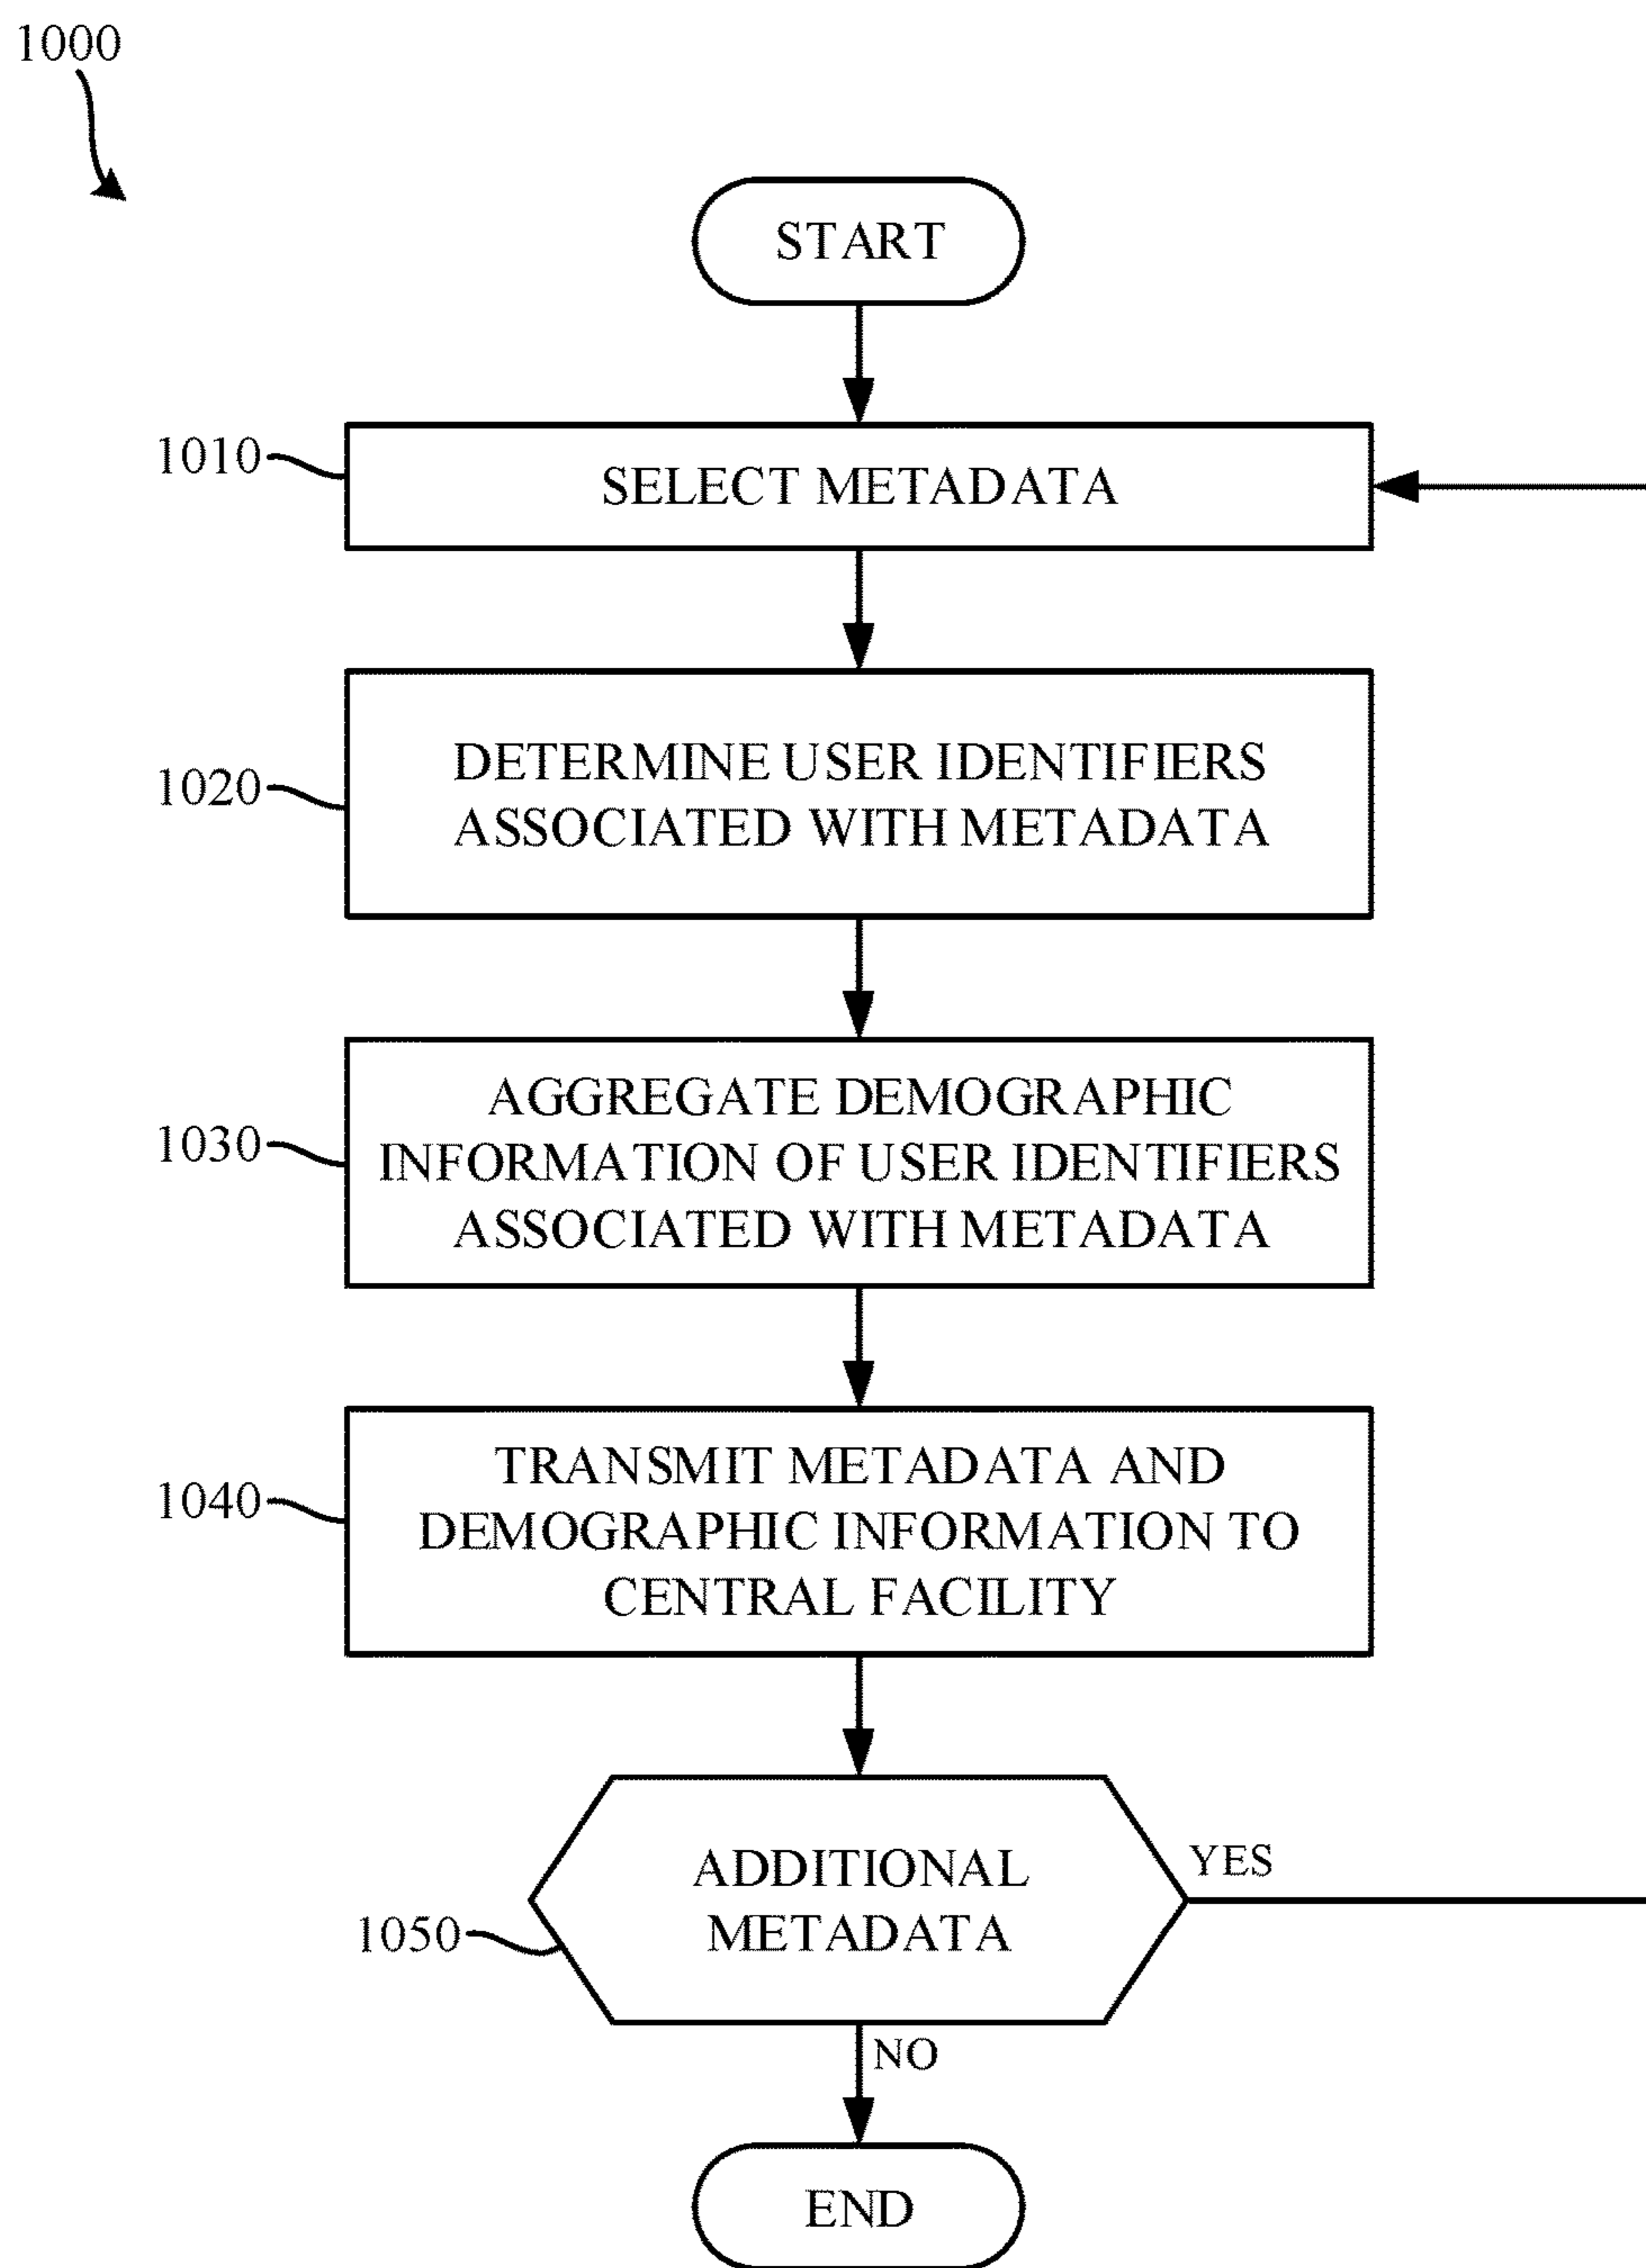 1000
START
1010
SELECT METADATA
1020
DETERMINE USER IDENTIFIERS
ASSOCIATED WITH METADATA
1030
AGGREGATE DEMOGRAPHIC
INFORMATION OF USER IDENTIFIERS
ASSOCIATED WITH METADATA
1040
TRANSMIT METADATA AND
DEMOGRAPHIC INFORMATION TO
CENTRAL FACILITY
1050
ADDITIONAL
METADATA
YES
NO
END